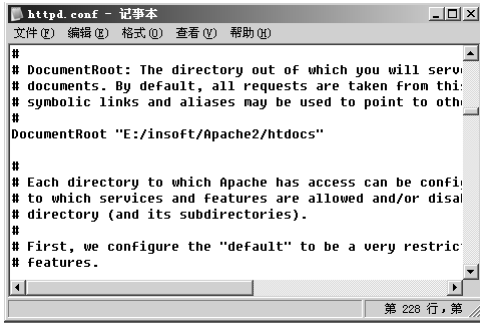 httpd.conf - 记事本
文件(F) 编辑(E) 格式(O) 查看(V) 帮助(H)
#
# DocumentRoot: The directory out of which you will serv
# documents. By default, all requests are taken from this
# symbolic links and aliases may be used to point to oth
#
DocumentRoot "E:/insoft/Apache2/htdocs"
#
# Each directory to which Apache has access can be config
# to which services and features are allowed and/or disa
# directory (and its subdirectories).
#
# First, we configure the "default" to be a very restric
# features.
第 228 行，第